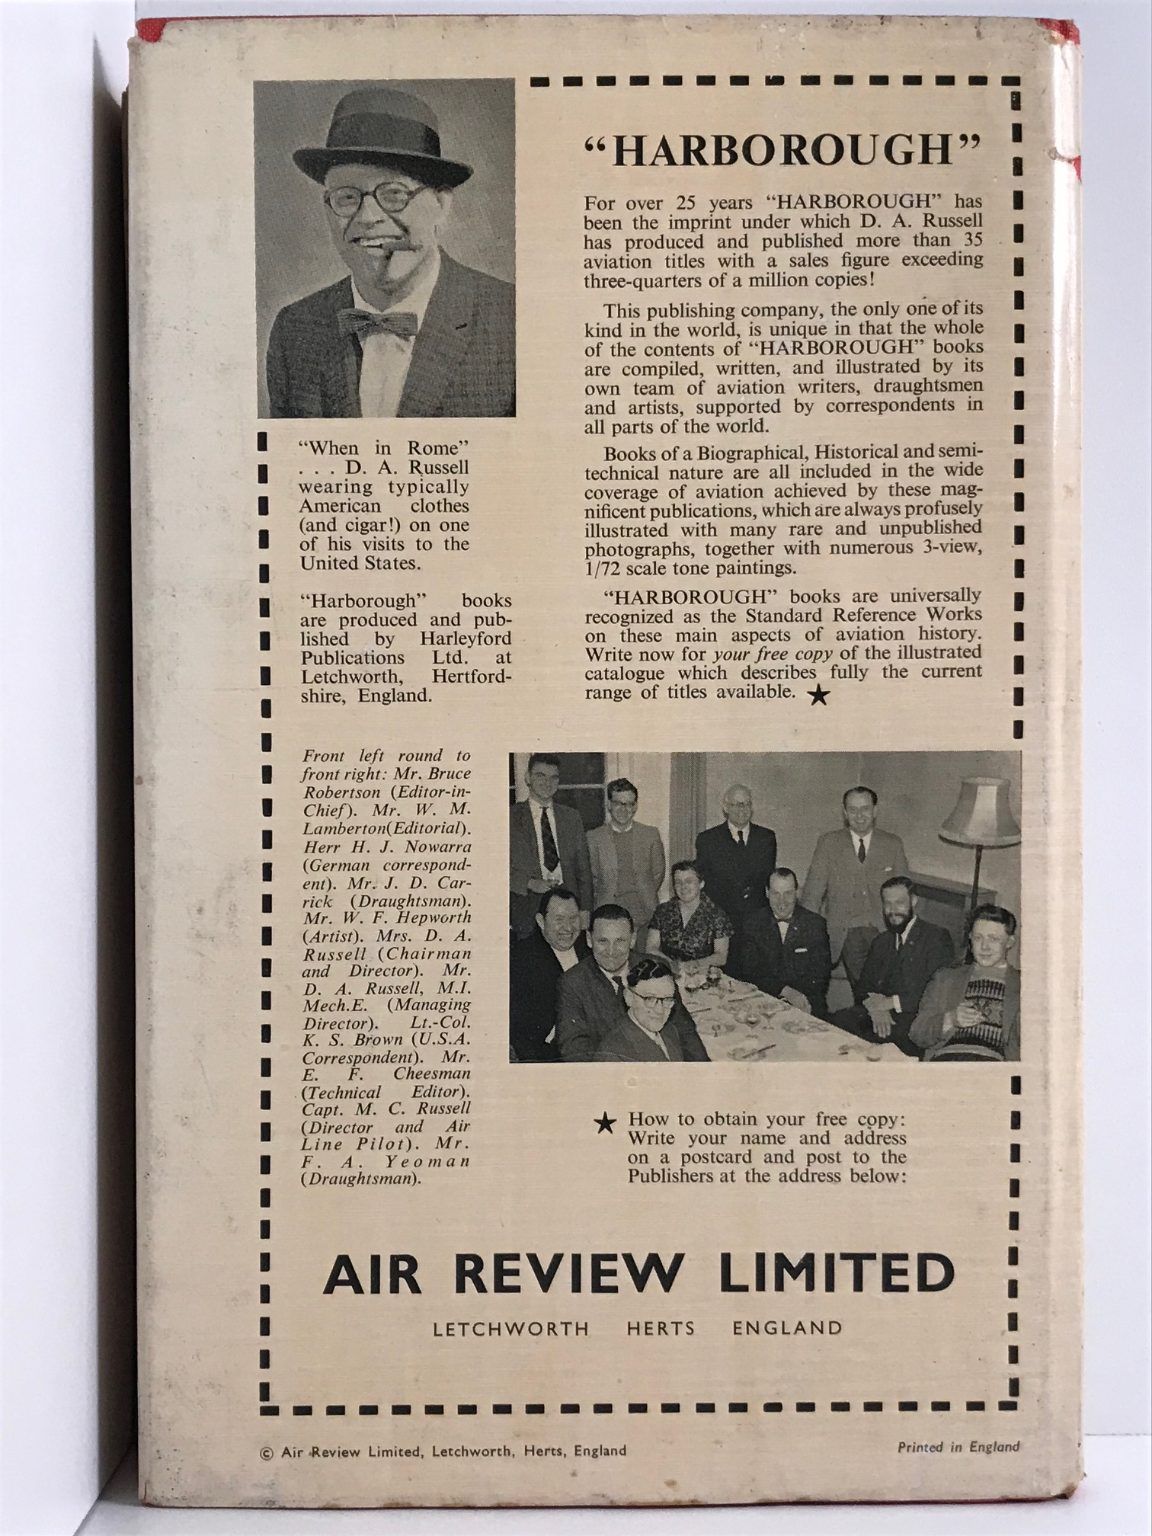 “HARBOROUGH”
For over 25 years “HARBOROUGH” has
been the imprint under which D. A. Russell
has produced and published more than 35
aviation titles with a sales figure exceeding
three-quarters of a million copies!
This publishing company, the only one of its
kind in the world, is unique in that the whole
of the contents of “HARBOROUGH” books
are compiled, written, and illustrated by its
own team of aviation writers, draughtsmen
and artists, supported by correspondents in
all parts of the world.
Books of a Biographical, Historical and semi-
technical nature are all included in the wide
coverage of aviation achieved by these mag-
nificent publications, which are always profusely
illustrated with many rare and unpublished
photographs, together with numerous 3-view,
1/72 scale tone paintings.
“HARBOROUGH” books are universally
recognized as the Standard Reference Works
on these main aspects of aviation history.
Write now for your free copy of the illustrated
catalogue which describes fully the current
range of titles available. ★
“When in Rome”
. . . D. A. Russell
wearing typically
American clothes
(and cigar!) on one
of his visits to the
United States.
“Harborough” books
are produced and pub-
lished by Harleyford
Publications Ltd. at
Letchworth, Hertford-
shire, England.
Front left round to
front right: Mr. Bruce
Robertson (Editor-in-
Chief). Mr. W. M.
Lamberton(Editorial).
Herr H. J. Nowarra
(German correspond-
ent). Mr. J. D. Car-
rick (Draughtsman).
Mr. W. F. Hepworth
(Artist). Mrs. D. A.
Russell (Chairman
and Director). Mr.
D. A. Russell, M.I.
Mech.E. (Managing
Director). Lt.-Col.
K. S. Brown (U.S.A.
Correspondent). Mr.
E. F. Cheesman
(Technical Editor).
Capt. M. C. Russell
(Director and Air
Line Pilot). Mr.
F. A. Yeoman
(Draughtsman).
★ How to obtain your free copy:
Write your name and address
on a postcard and post to the
Publishers at the address below:
AIR REVIEW LIMITED
LETCHWORTH HERTS ENGLAND
© Air Review Limited, Letchworth, Herts, England
Printed in England